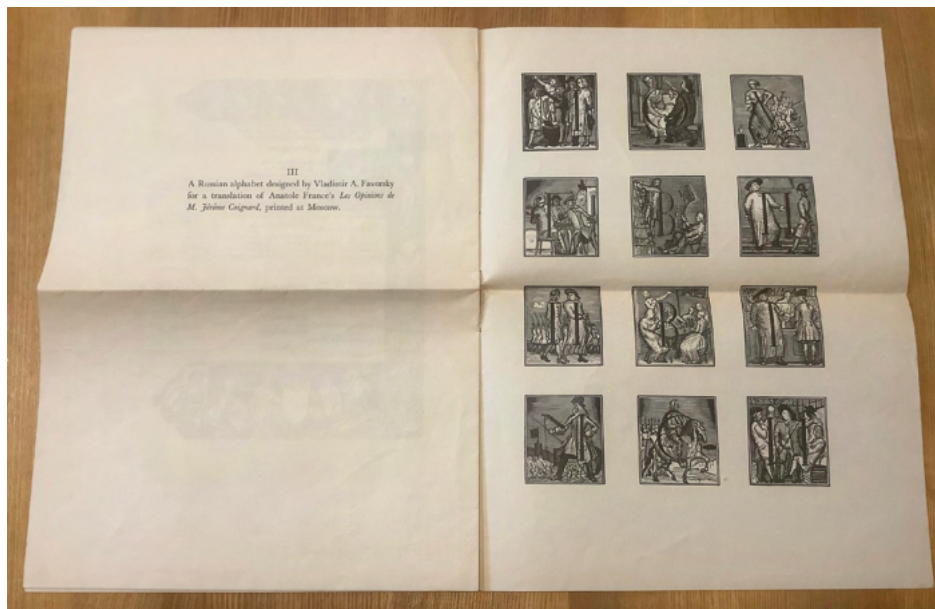 III
A Russian alphabet designed by Vladimir A. Favorsky
for a translation of Anatole France's Les Opinions de
M. Jérôme Coignard, printed at Moscow.